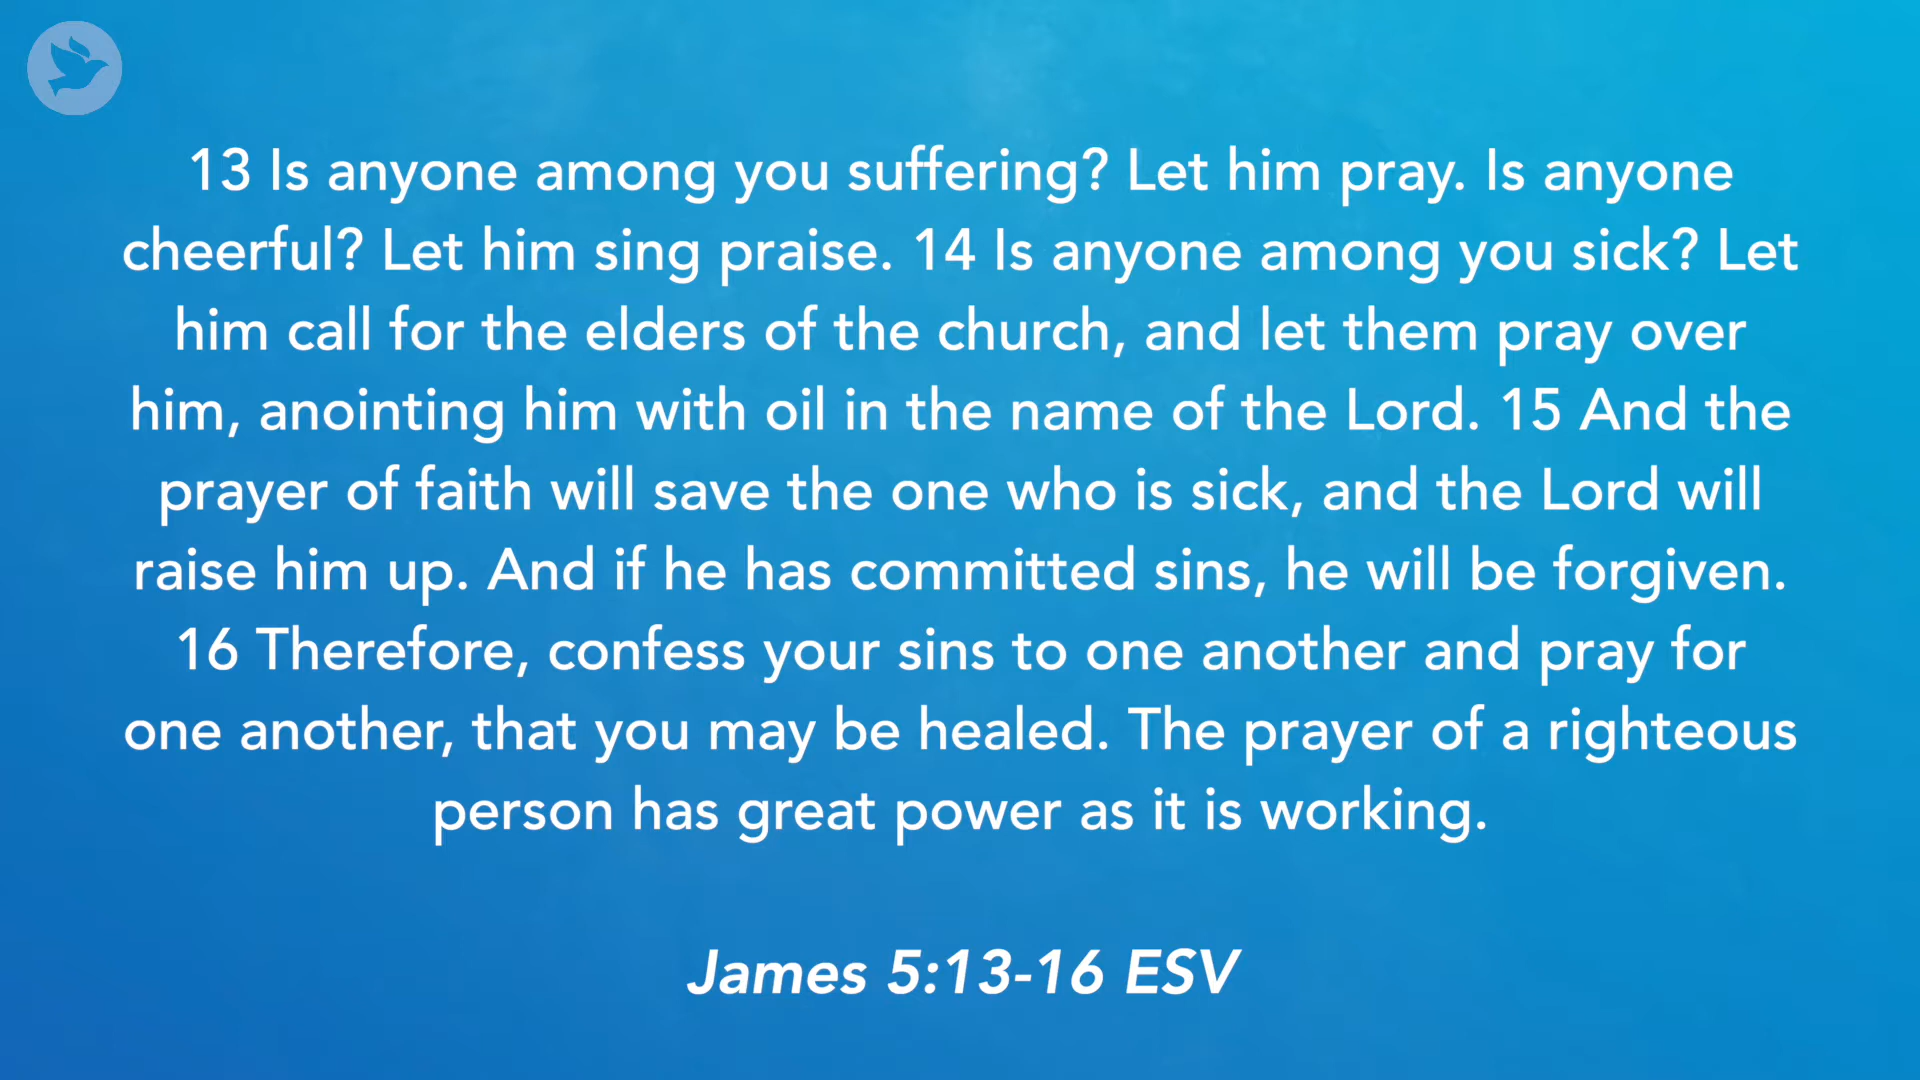 13 Is anyone among you suffering? Let him pray. Is anyone
cheerful? Let him sing praise. 14 Is anyone among you sick? Let
him call for the elders of the church, and let them pray over
him, anointing him with oil in the name of the Lord. 15 And the
prayer of faith will save the one who is sick, and the Lord will
raise him up. And if he has committed sins, he will be forgiven.
16 Therefore, confess your sins to one another and pray for
one another, that you may be healed. The prayer of a righteous
person has great power as it is working.
James 5:13-16 ESV